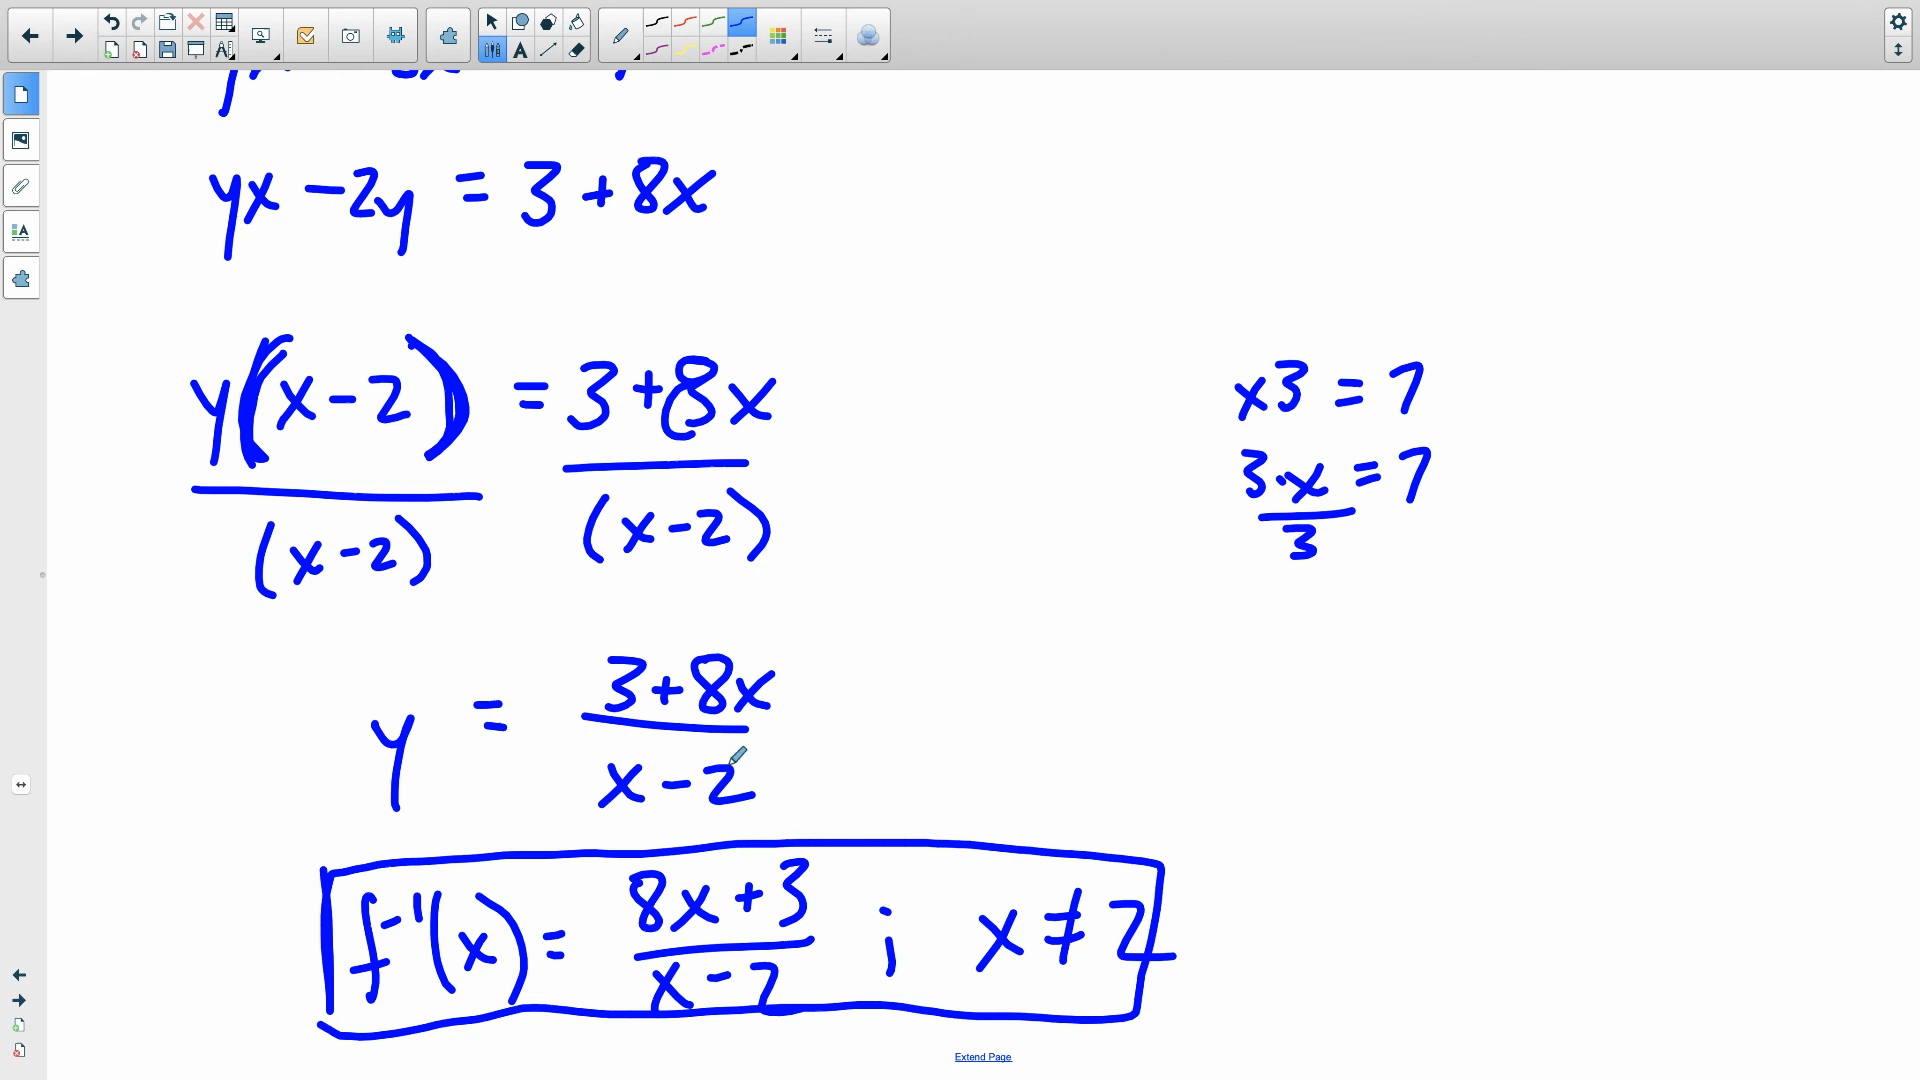 yx - 2y = 3 + 8x
y(x - 2) = 3 + 8x
(x - 2) (x - 2)
y = 3 + 8x
x - 2
f⁻¹(x) = 8x + 3 ; x ≠ 2
x - 2
x3 = 7
3·x = 7
3
Extend Page